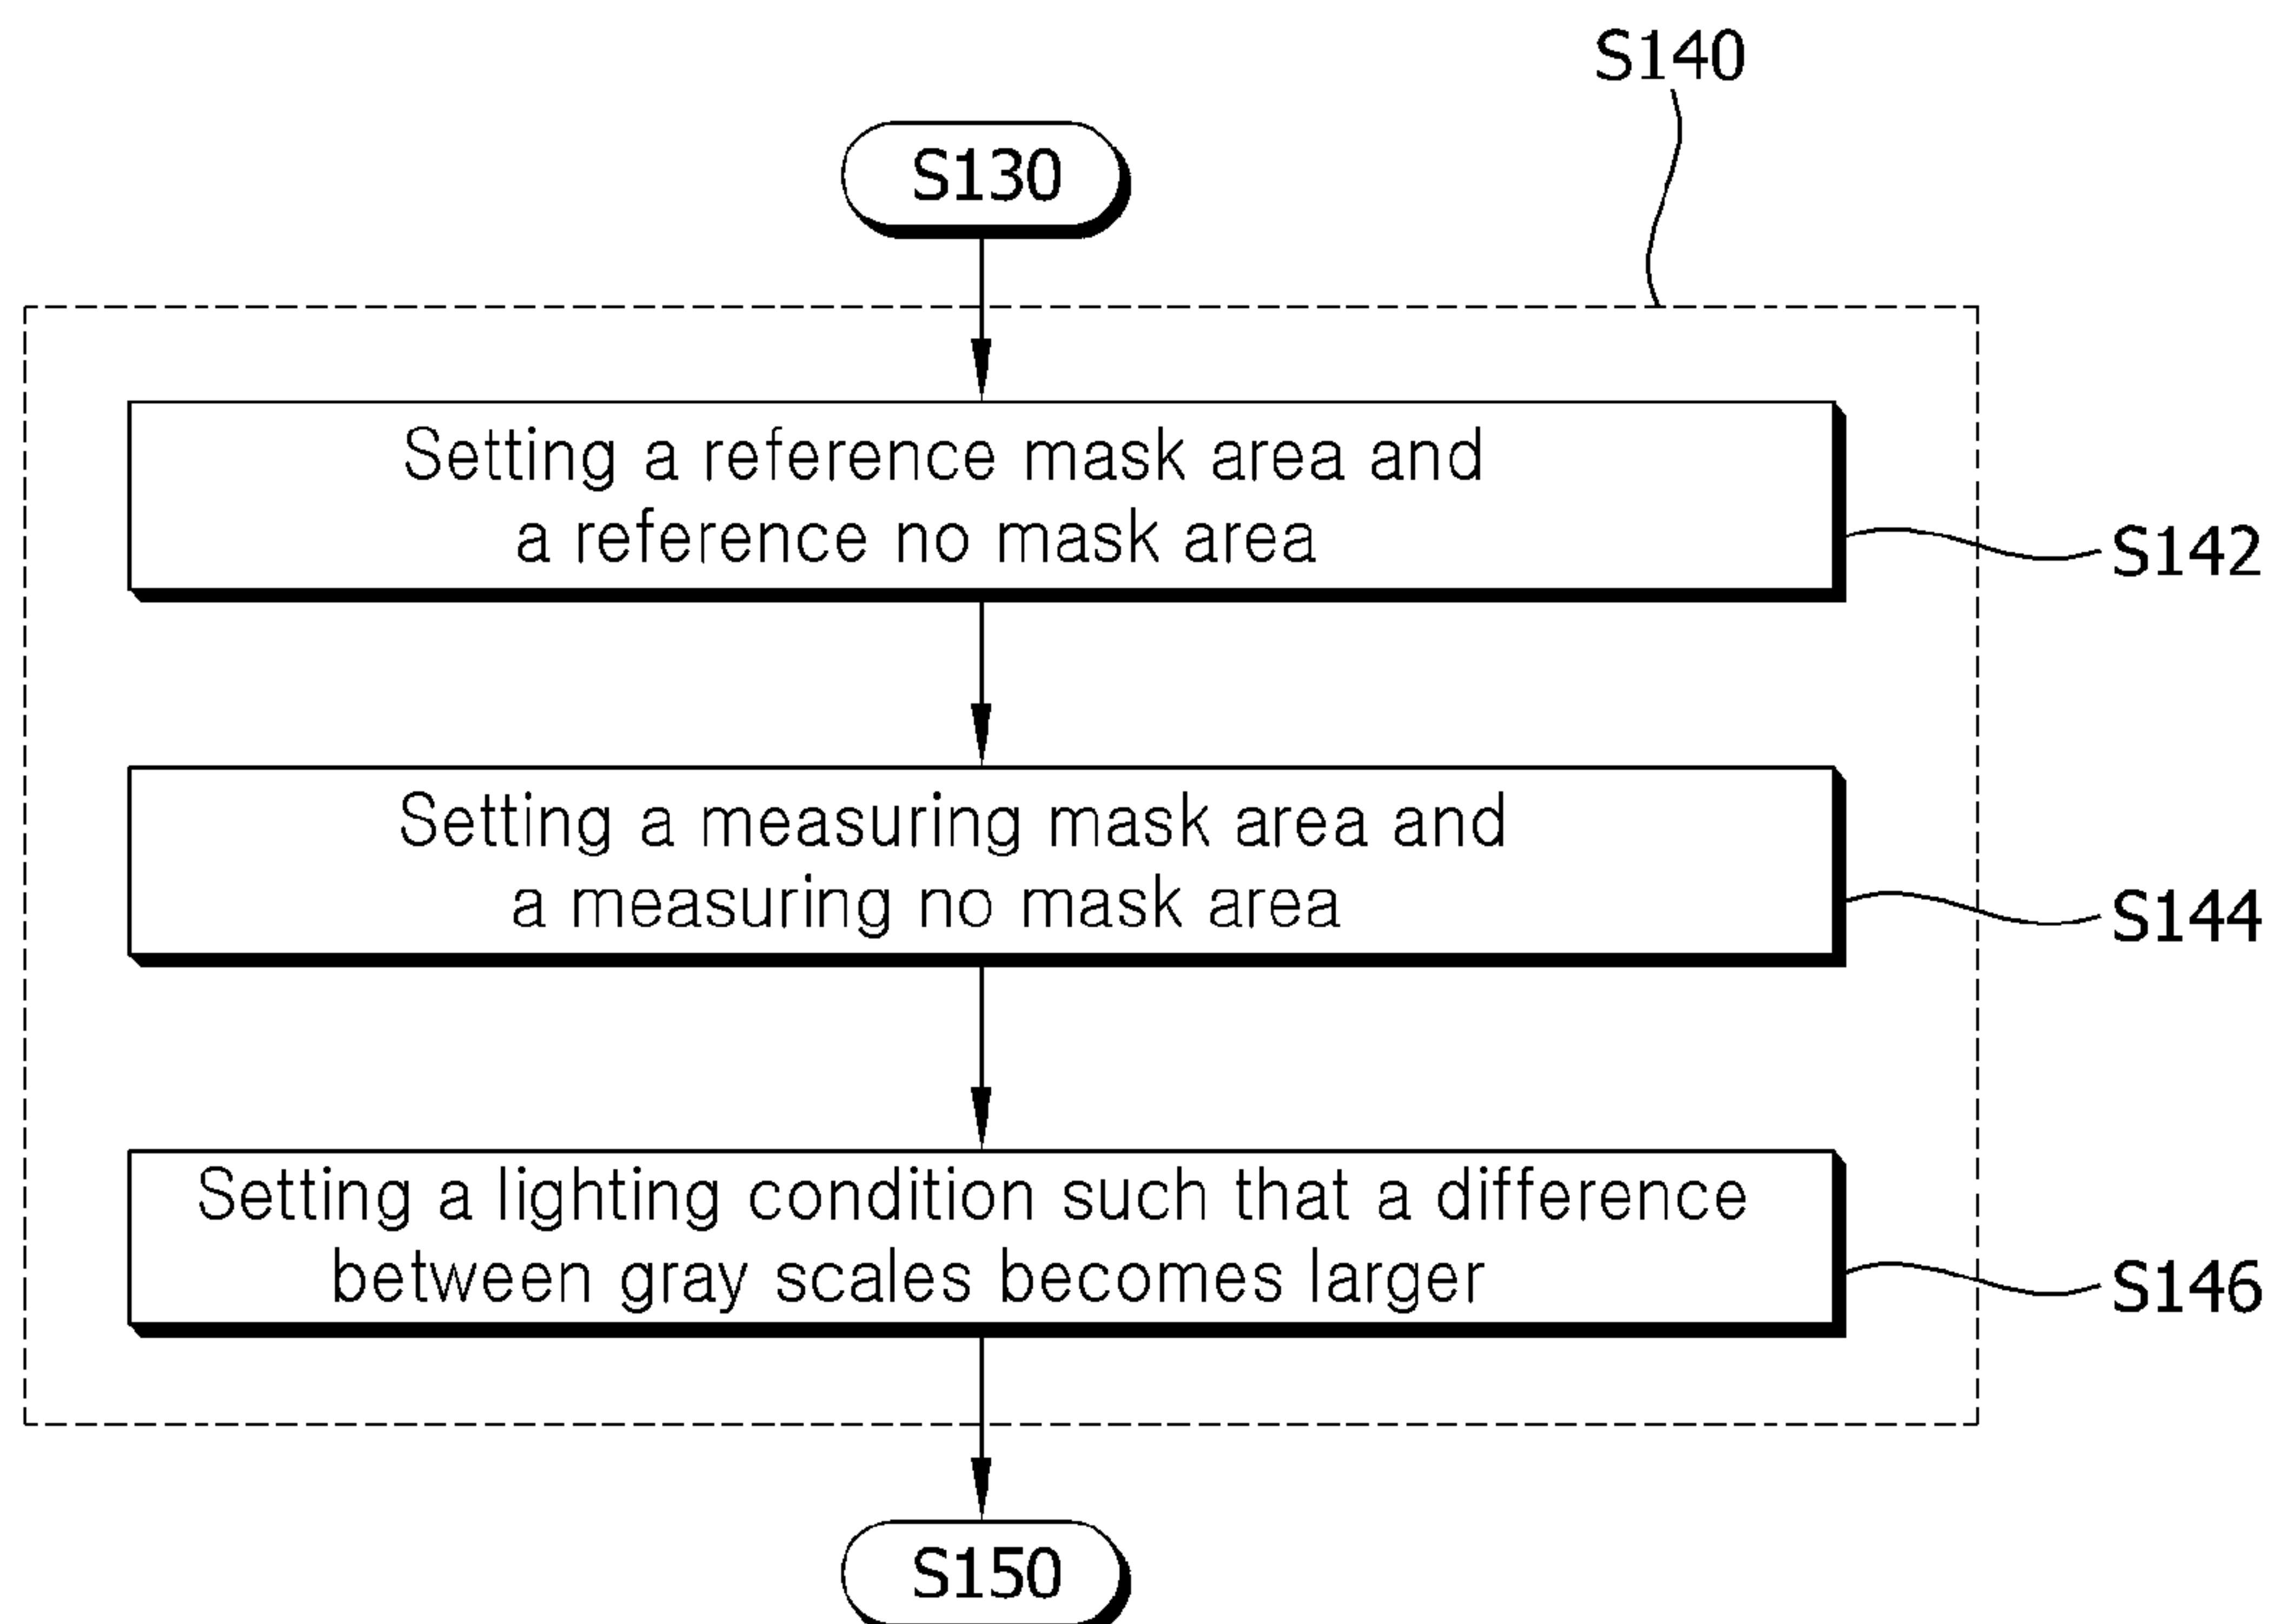 S140
S130
Setting a reference mask area and
a reference no mask area
S142
Setting a measuring mask area and
a measuring no mask area
S144
Setting a lighting condition such that a difference
between gray scales becomes larger
S146
S150